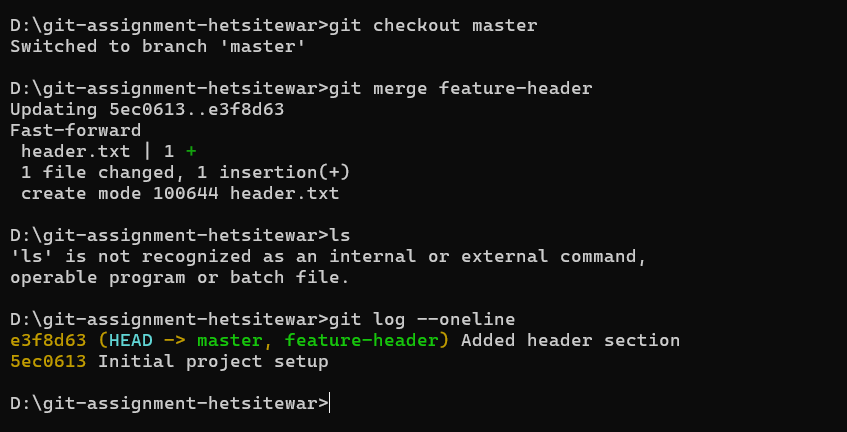 D:\git-assignment-hetsitewar>git checkout master
Switched to branch 'master'
D:\git-assignment-hetsitewar>git merge feature-header
Updating 5ec0613..e3f8d63
Fast-forward
 header.txt | 1 +
 1 file changed, 1 insertion(+)
 create mode 100644 header.txt
D:\git-assignment-hetsitewar>ls
'ls' is not recognized as an internal or external command,
operable program or batch file.
D:\git-assignment-hetsitewar>git log --oneline
e3f8d63 (HEAD -> master, feature-header) Added header section
5ec0613 Initial project setup
D:\git-assignment-hetsitewar>